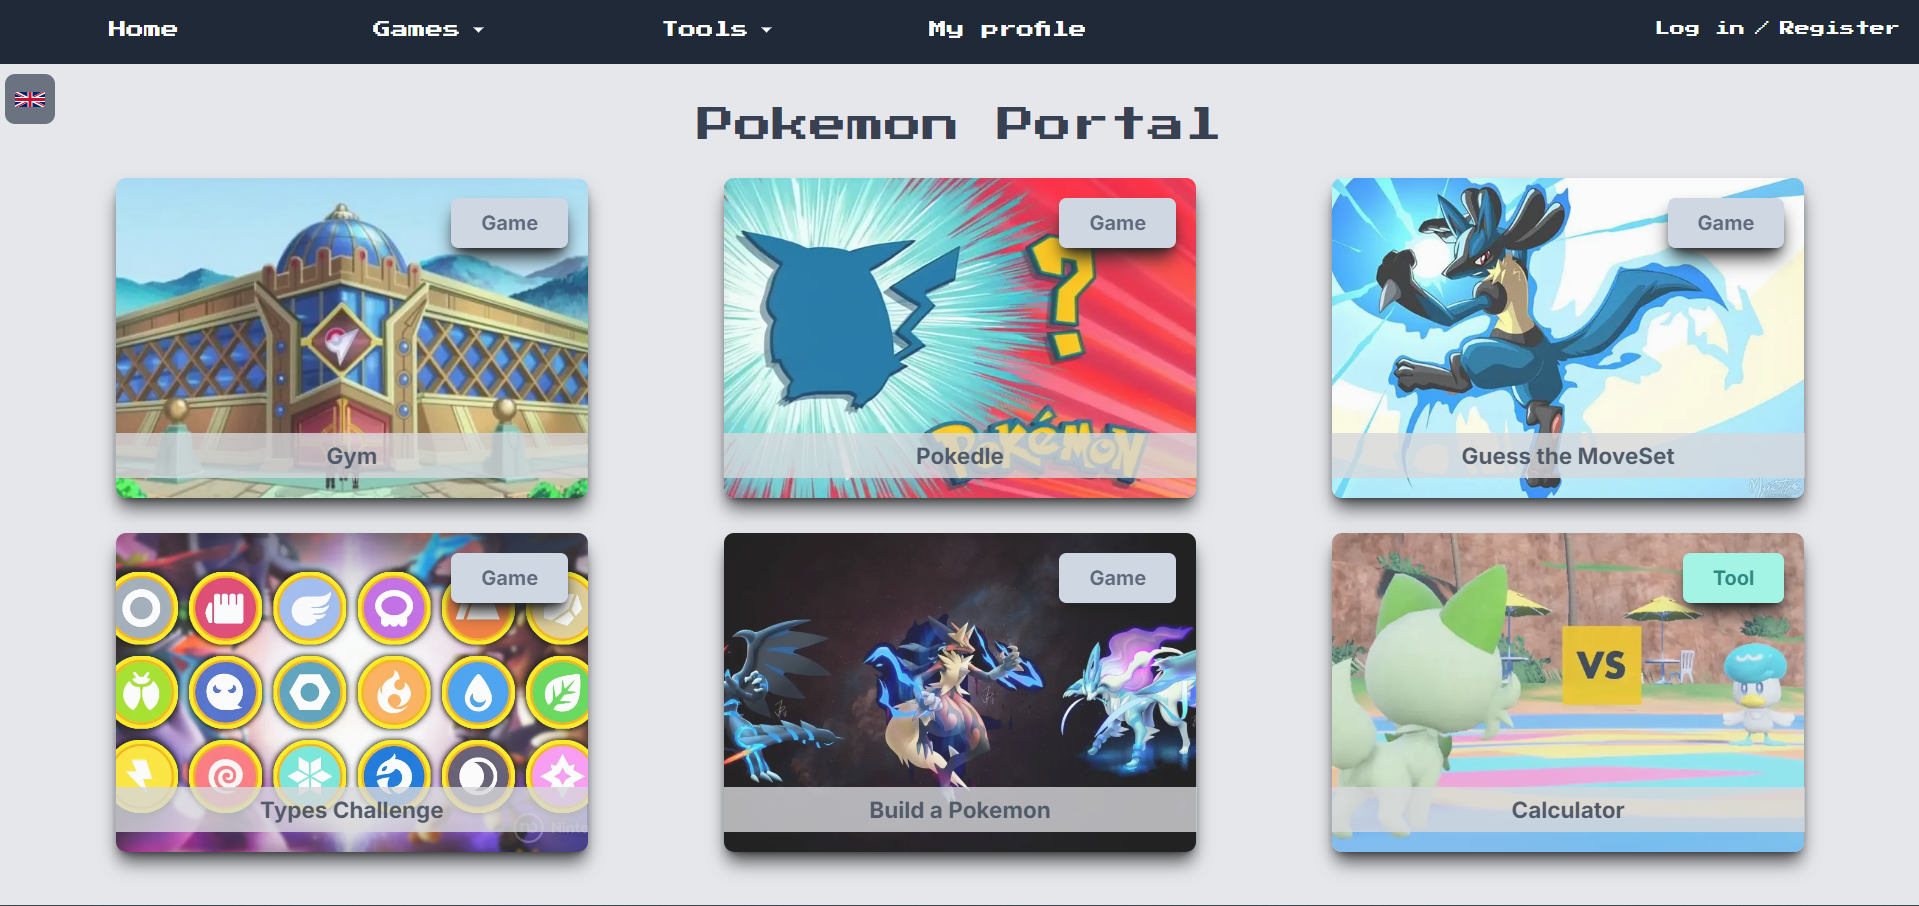 Home Games Tools My profile Log in / Register
Pokemon Portal
Game
Gym
Game
?
POKéMON
Pokedle
Game
Guess the MoveSet
Game
Types Challenge
Game
Build a Pokemon
Tool
VS
Calculator